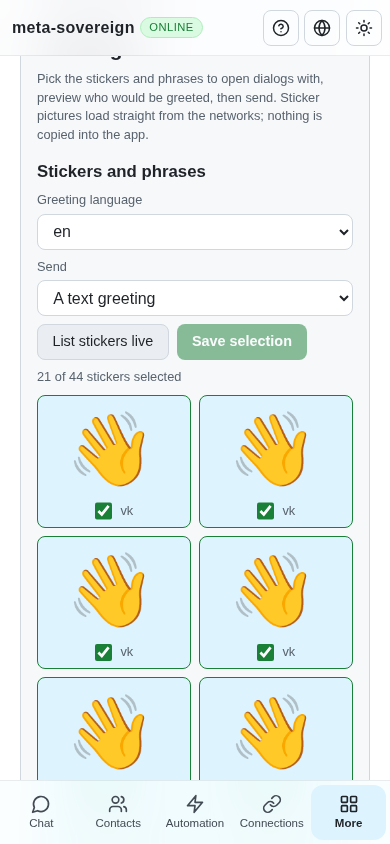 meta-sovereign ONLINE
Pick the stickers and phrases to open dialogs with,
preview who would be greeted, then send. Sticker
pictures load straight from the networks; nothing is
copied into the app.
Stickers and phrases
Greeting language
en
Send
A text greeting
List stickers live Save selection
21 of 44 stickers selected
vk vk
vk vk
Chat Contacts Automation Connections More